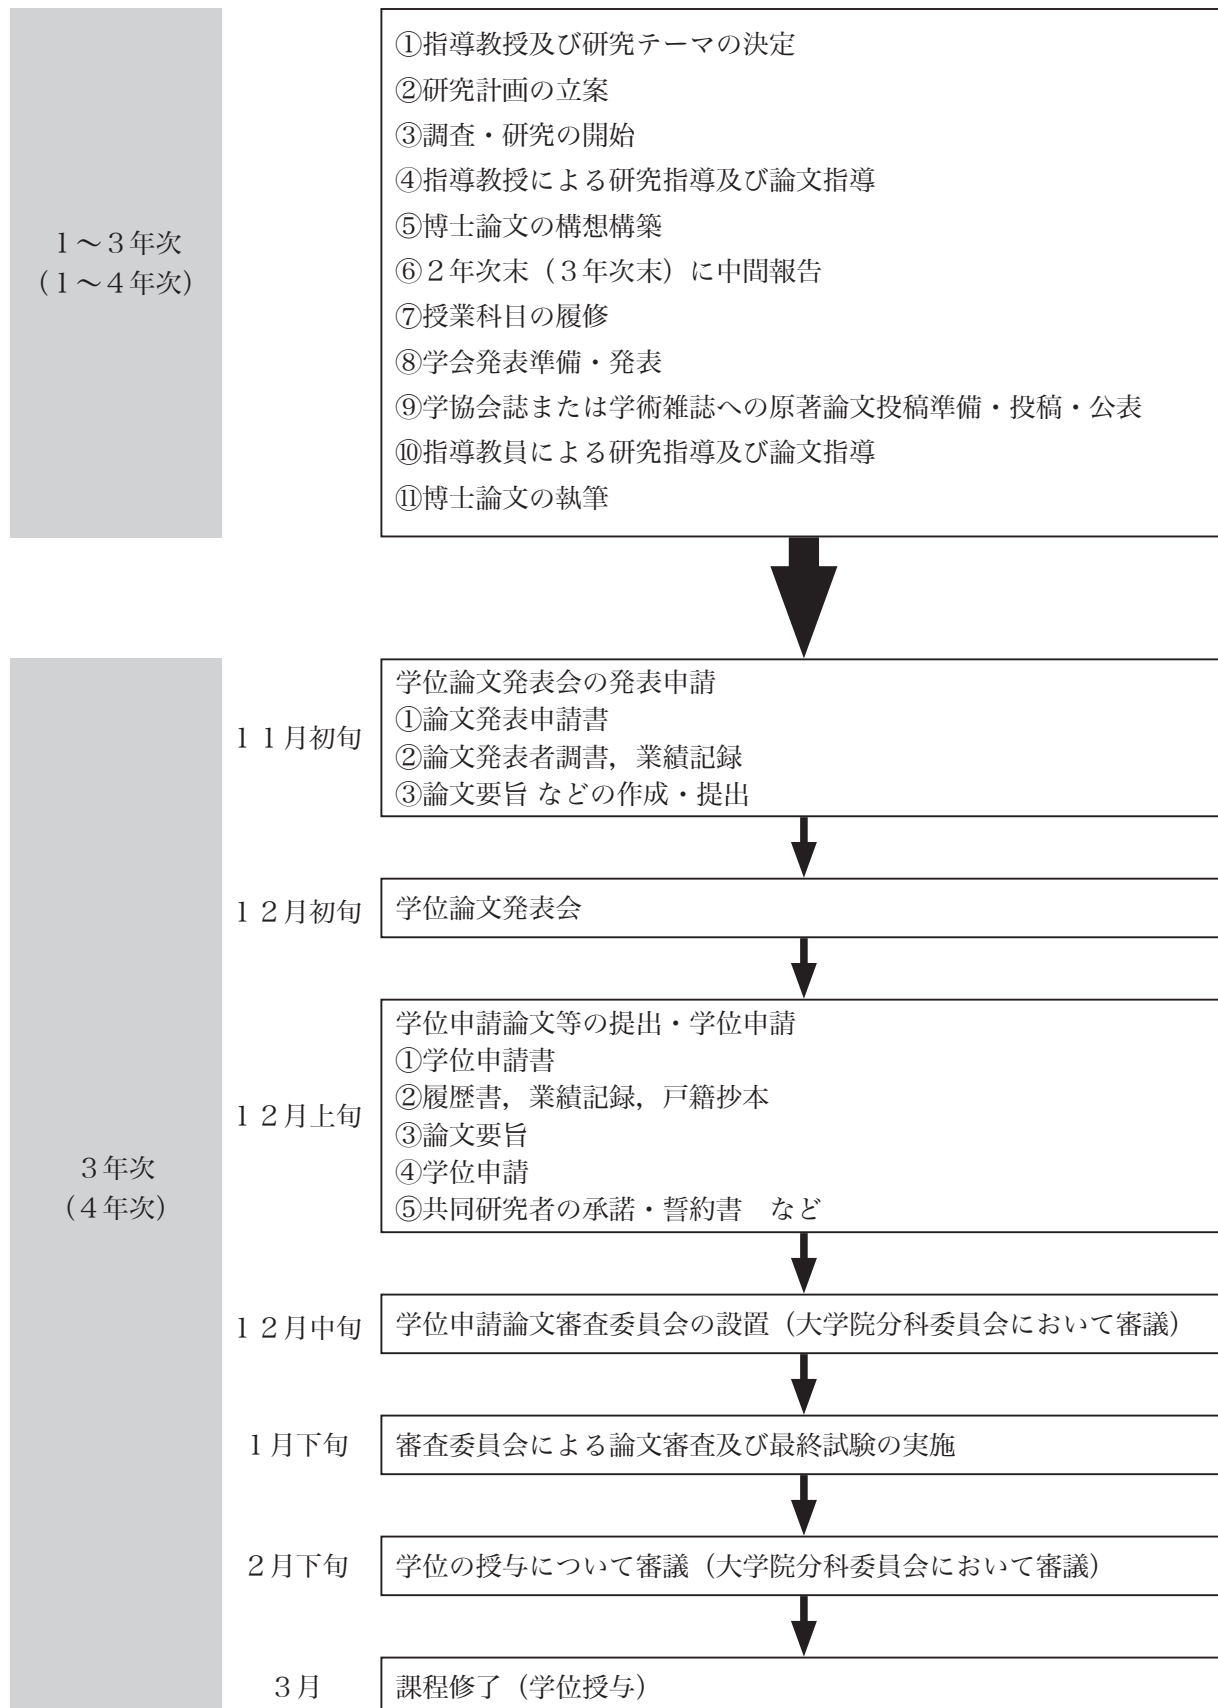 1～3年次
(1～4年次)
①指導教授及び研究テーマの決定
②研究計画の立案
③調査・研究の開始
④指導教授による研究指導及び論文指導
⑤博士論文の構想構築
⑥2年次末（3年次末）に中間報告
⑦授業科目の履修
⑧学会発表準備・発表
⑨学協会誌または学術雑誌への原著論文投稿準備・投稿・公表
⑩指導教員による研究指導及び論文指導
⑪博士論文の執筆
3年次
(4年次)
11月初旬
学位論文発表会の発表申請
①論文発表申請書
②論文発表者調書，業績記録
③論文要旨 などの作成・提出
12月初旬
学位論文発表会
12月上旬
学位申請論文等の提出・学位申請
①学位申請書
②履歴書，業績記録，戸籍抄本
③論文要旨
④学位申請
⑤共同研究者の承諾・誓約書　など
12月中旬
学位申請論文審査委員会の設置（大学院分科委員会において審議）
1月下旬
審査委員会による論文審査及び最終試験の実施
2月下旬
学位の授与について審議（大学院分科委員会において審議）
3月
課程修了（学位授与）